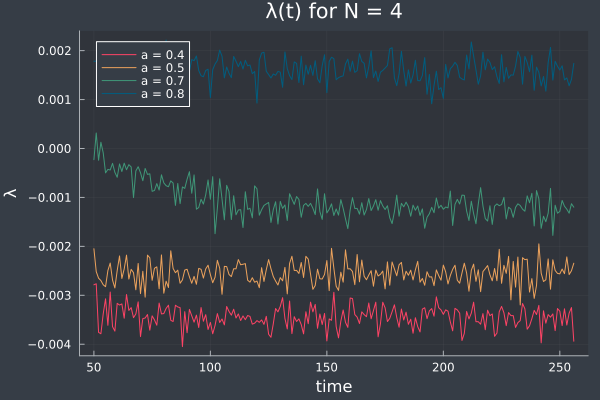 λ(t) for N = 4
0.002
0.001
0.000
−0.001
−0.002
−0.003
−0.004
λ
a = 0.4
a = 0.5
a = 0.7
a = 0.8
50
100
150
200
250
time